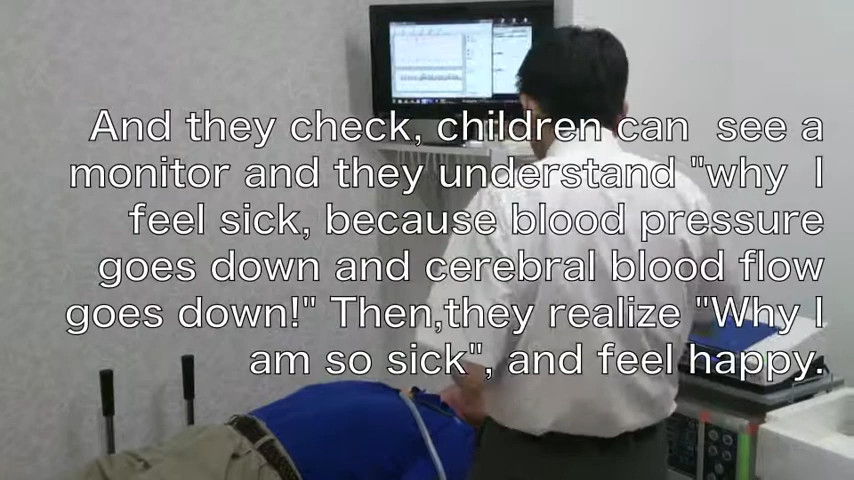 And they check, children can see a
monitor and they understand "why I
feel sick, because blood pressure
goes down and cerebral blood flow
goes down!" Then,they realize "Why I
am so sick", and feel happy.